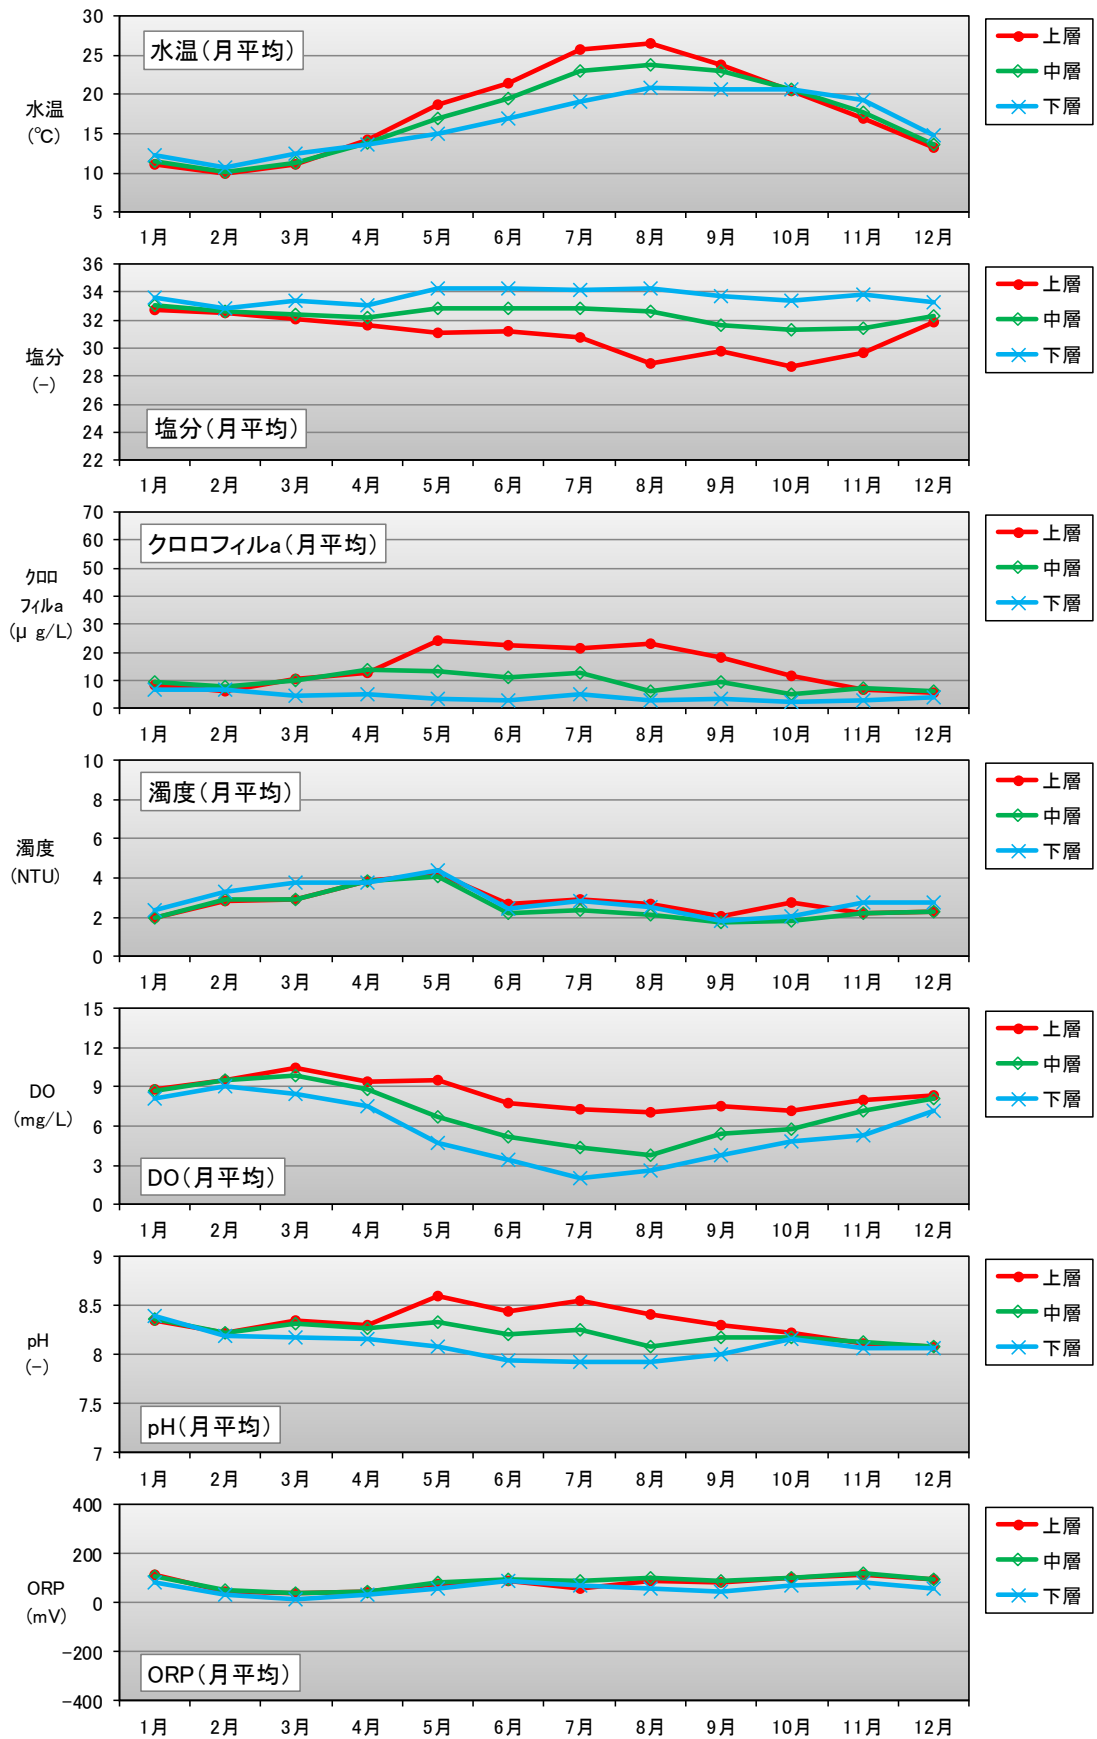 水温(月平均)
水温
(℃)
30
25
20
15
10
5
1月 2月 3月 4月 5月 6月 7月 8月 9月 10月 11月 12月
上層
中層
下層
塩分(月平均)
塩分
(-)
36
34
32
30
28
26
24
22
1月 2月 3月 4月 5月 6月 7月 8月 9月 10月 11月 12月
上層
中層
下層
クロロフィルa(月平均)
クロロ
フィルa
(μ g/L)
70
60
50
40
30
20
10
0
1月 2月 3月 4月 5月 6月 7月 8月 9月 10月 11月 12月
上層
中層
下層
濁度(月平均)
濁度
(NTU)
10
8
6
4
2
0
1月 2月 3月 4月 5月 6月 7月 8月 9月 10月 11月 12月
上層
中層
下層
DO(月平均)
DO
(mg/L)
15
12
9
6
3
0
1月 2月 3月 4月 5月 6月 7月 8月 9月 10月 11月 12月
上層
中層
下層
pH(月平均)
pH
(-)
9
8.5
8
7.5
7
1月 2月 3月 4月 5月 6月 7月 8月 9月 10月 11月 12月
上層
中層
下層
ORP(月平均)
ORP
(mV)
400
200
0
-200
-400
1月 2月 3月 4月 5月 6月 7月 8月 9月 10月 11月 12月
上層
中層
下層